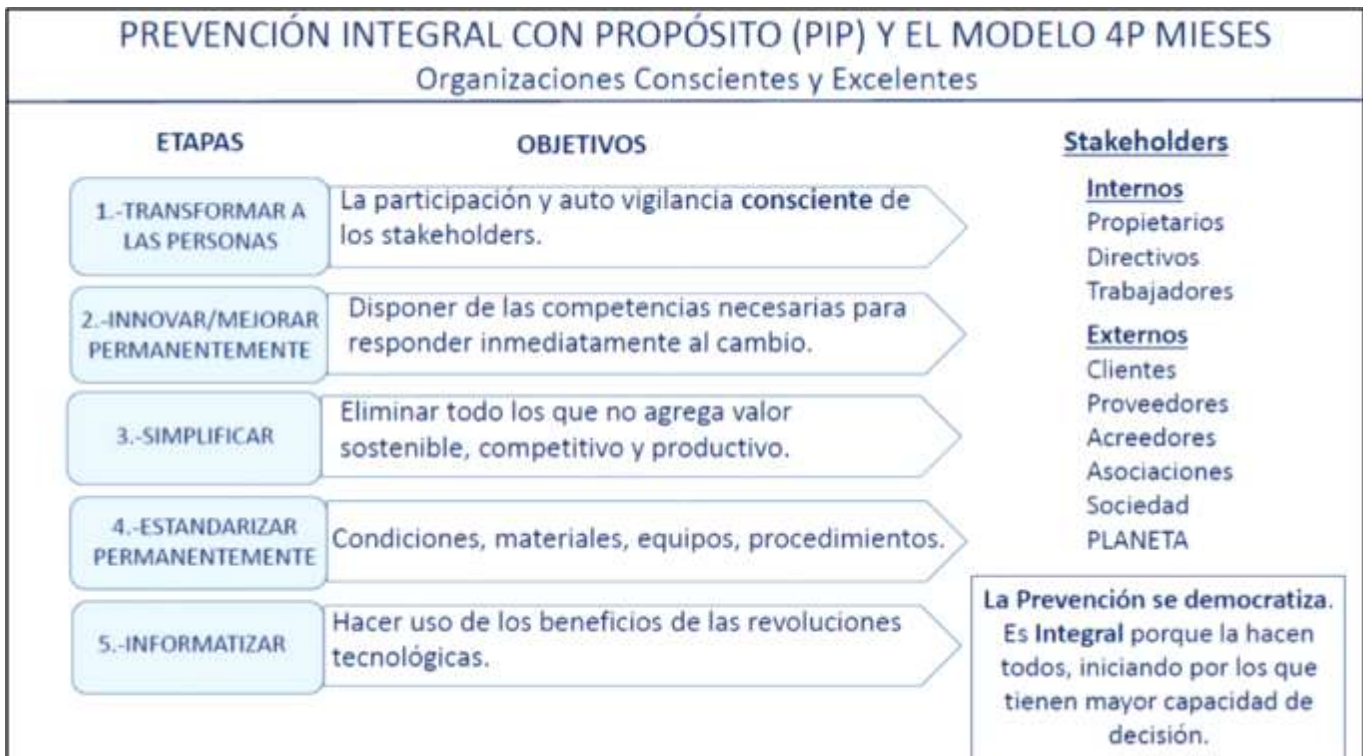 PREVENCIÓN INTEGRAL CON PROPÓSITO (PIP) Y EL MODELO 4P MIESES
Organizaciones Conscientes y Excelentes
ETAPAS
OBJETIVOS
1.-TRANSFORMAR A
LAS PERSONAS
La participación y auto vigilancia consciente de
los stakeholders.
2.-INNOVAR/MEJORAR
PERMANENTEMENTE
Disponer de las competencias necesarias para
responder inmediatamente al cambio.
3.-SIMPLIFICAR
Eliminar todo los que no agrega valor
sostenible, competitivo y productivo.
4.-ESTANDARIZAR
PERMANENTEMENTE
Condiciones, materiales, equipos, procedimientos.
5.-INFORMATIZAR
Hacer uso de los beneficios de las revoluciones
tecnológicas.
Stakeholders
Internos
Propietarios
Directivos
Trabajadores
Externos
Clientes
Proveedores
Acreedores
Asociaciones
Sociedad
PLANETA
La Prevención se democratiza.
Es Integral porque la hacen
todos, iniciando por los que
tienen mayor capacidad de
decisión.